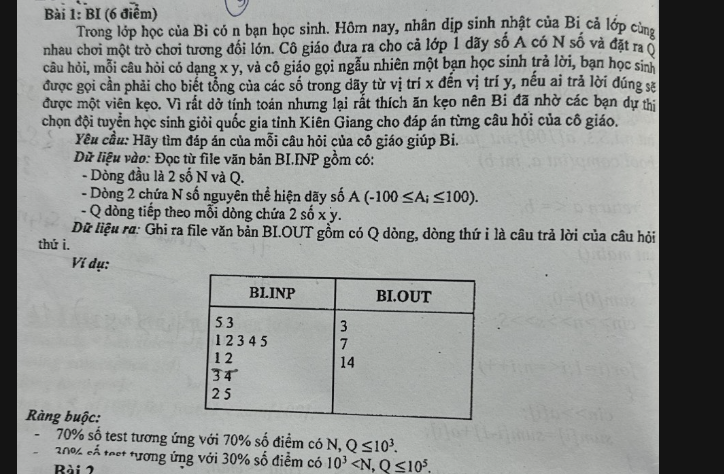 Bài 1: BI (6 điểm)
Trong lớp học của Bi có n bạn học sinh. Hôm nay, nhân dịp sinh nhật của Bi cả lớp cùng
nhau chơi một trò chơi tương đối lớn. Cô giáo đưa ra cho cả lớp 1 dãy số A có N số và đặt ra Q
câu hỏi, mỗi câu hỏi có dạng x y, và cô giáo gọi ngẫu nhiên một bạn học sinh trả lời, bạn học sinh
được gọi cần phải cho biết tổng của các số trong dãy từ vị trí x đến vị trí y, nếu ai trả lời đúng sẽ
được một viên kẹo. Vì rất dở tính toán nhưng lại rất thích ăn kẹo nên Bi đã nhờ các bạn dự thi
chọn đội tuyển học sinh giỏi quốc gia tỉnh Kiên Giang cho đáp án từng câu hỏi của cô giáo.
Yêu cầu: Hãy tìm đáp án của mỗi câu hỏi của cô giáo giúp Bi.
Dữ liệu vào: Đọc từ file văn bản BI.INP gồm có:
- Dòng đầu là 2 số N và Q.
- Dòng 2 chứa N số nguyên thể hiện dãy số A (-100 ≤Aᵢ ≤100).
- Q dòng tiếp theo mỗi dòng chứa 2 số x y.
Dữ liệu ra: Ghi ra file văn bản BI.OUT gồm có Q dòng, dòng thứ i là câu trả lời của câu hỏi
thứ i.
Ví dụ:
BI.INP BI.OUT
5 3 3
1 2 3 4 5 7
1 2 14
3 4
2 5
Ràng buộc:
- 70% số test tương ứng với 70% số điểm có N, Q ≤10³.
- 30% số test tương ứng với 30% số điểm có 10³ <N, Q ≤10⁵.
Bài 2